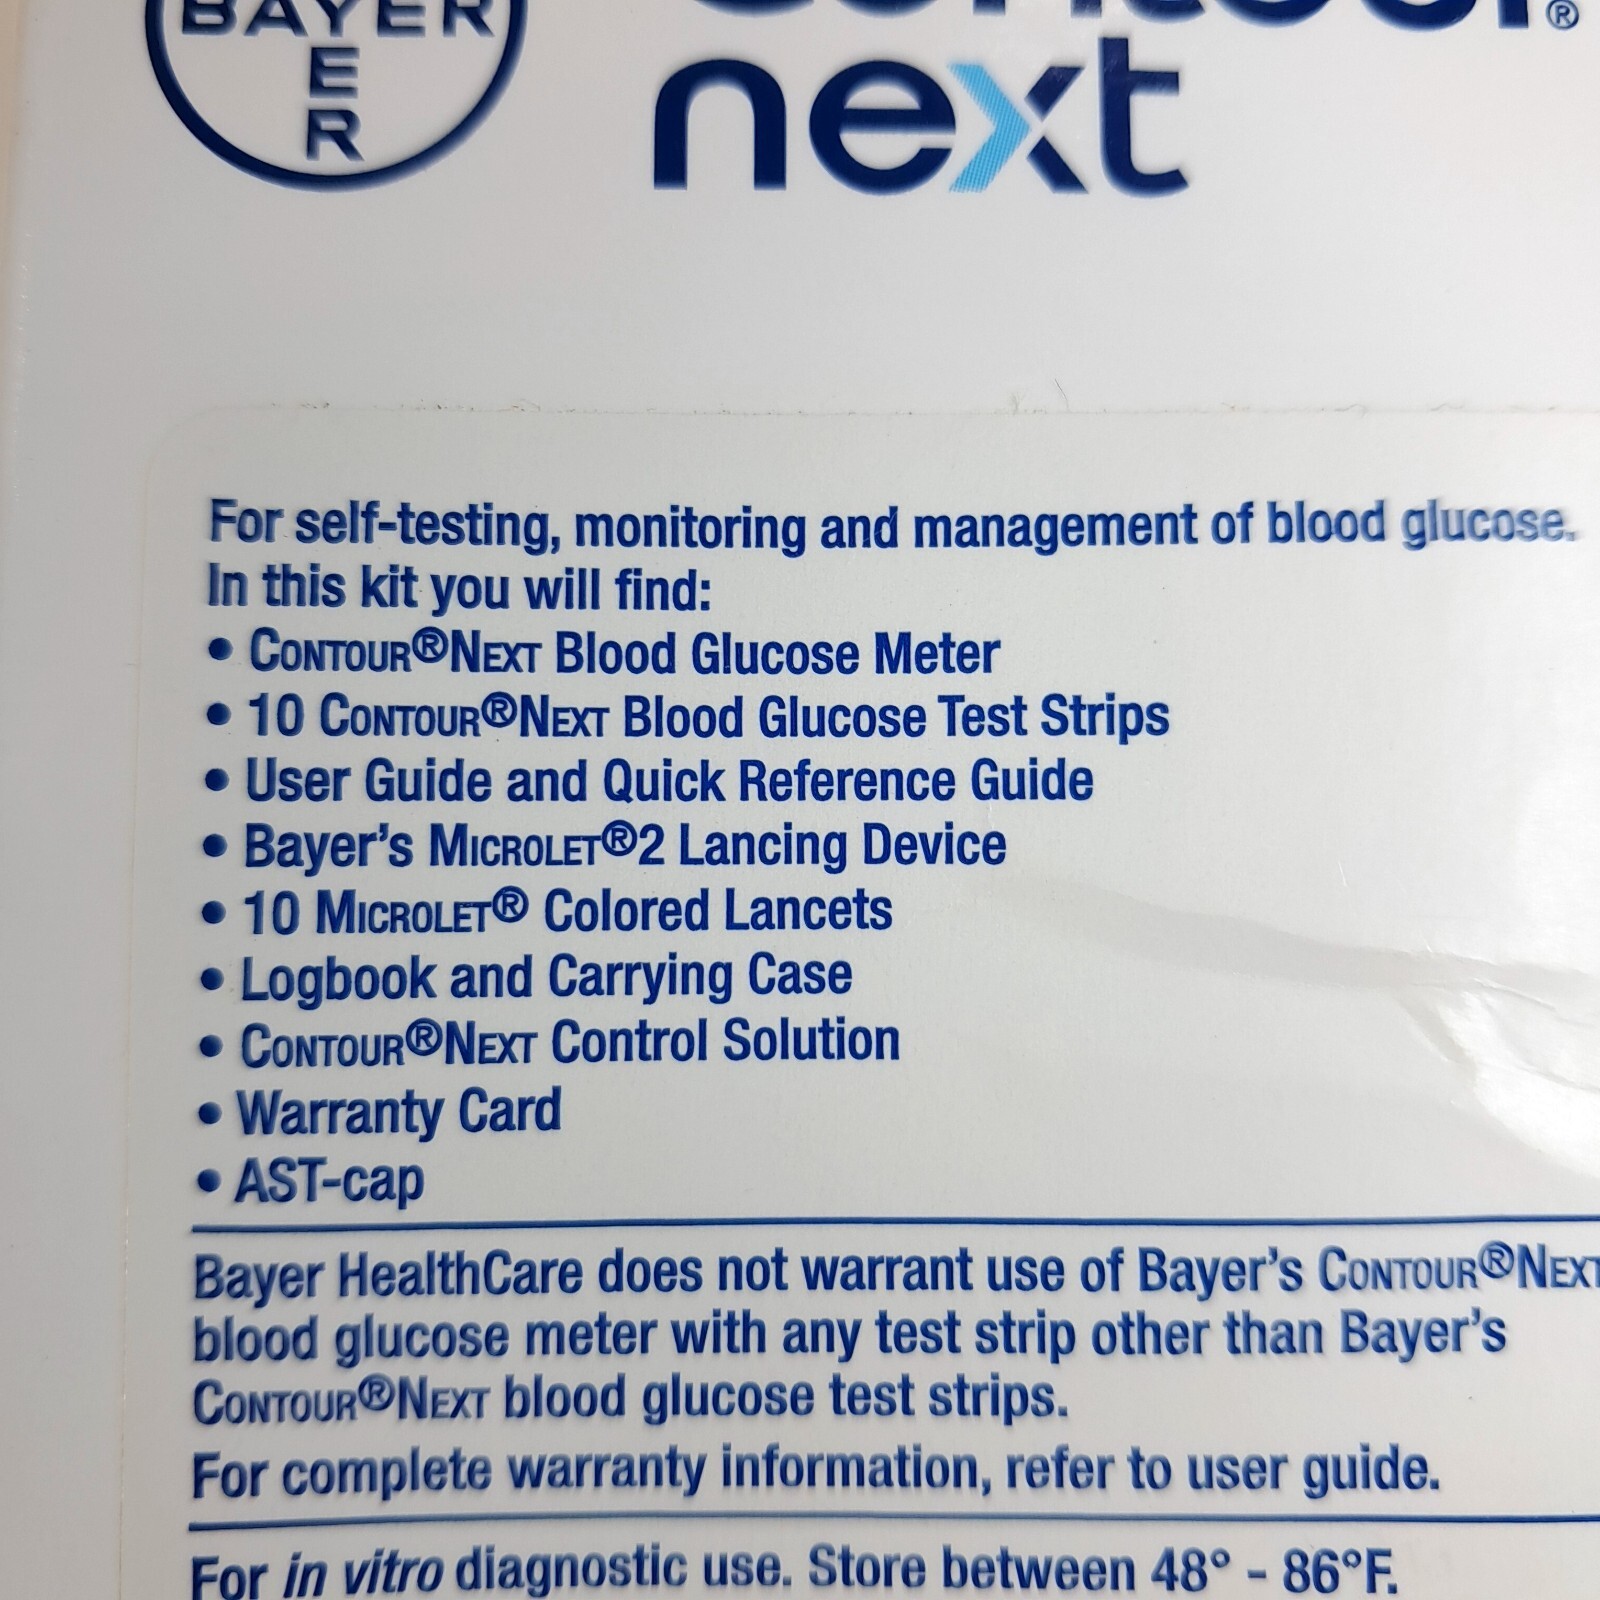 BAYER
E
R
contour®
next
For self-testing, monitoring and management of blood glucose.
In this kit you will find:
• CONTOUR®NEXT Blood Glucose Meter
• 10 CONTOUR®NEXT Blood Glucose Test Strips
• User Guide and Quick Reference Guide
• Bayer's MICROLET®2 Lancing Device
• 10 MICROLET® Colored Lancets
• Logbook and Carrying Case
• CONTOUR®NEXT Control Solution
• Warranty Card
• AST-cap
Bayer HealthCare does not warrant use of Bayer's CONTOUR®NEXT
blood glucose meter with any test strip other than Bayer's
CONTOUR®NEXT blood glucose test strips.
For complete warranty information, refer to user guide.
For in vitro diagnostic use. Store between 48° - 86°F.